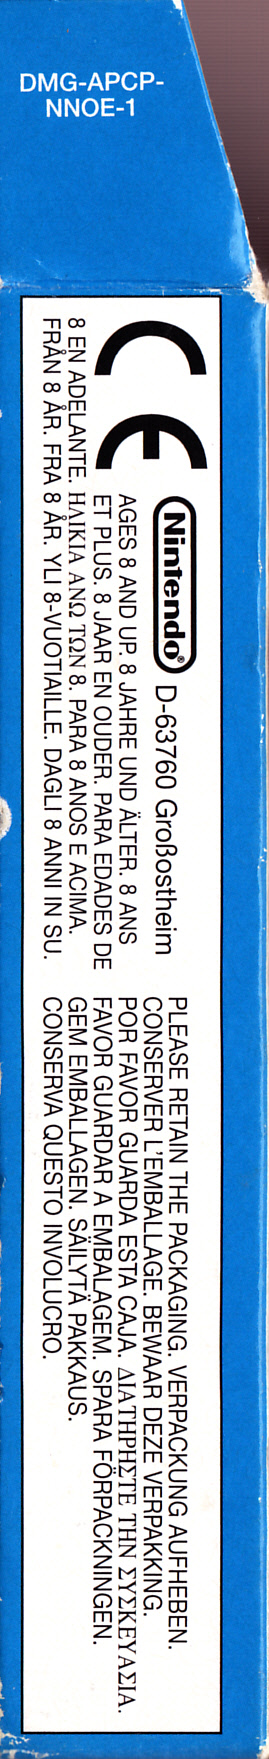 DMG-APCP-
NNOE-1
CE
Nintendo® D-63760 Großostheim
AGES 8 AND UP. 8 JAHRE UND ÄLTER. 8 ANS
ET PLUS. 8 JAAR EN OUDER. PARA EDADES DE
8 EN ADELANTE. ΗΛΙΚΙΑ ΑΝΩ ΤΩΝ 8. PARA 8 ANOS E ACIMA.
FRÅN 8 ÅR. FRA 8 ÅR. YLI 8-VUOTIAILLE. DAGLI 8 ANNI IN SU.
PLEASE RETAIN THE PACKAGING. VERPACKUNG AUFHEBEN.
CONSERVER L'EMBALLAGE. BEWAAR DEZE VERPAKKING.
POR FAVOR GUARDA ESTA CAJA. ΔΙΑΤΗΡΗΣΤΕ ΤΗΝ ΣΥΣΚΕΥΑΣΙΑ.
FAVOR GUARDAR A EMBALAGEM. SPARA FÖRPACKNINGEN.
GEM EMBALLAGEN. SÄILYTÄ PAKKAUS.
CONSERVA QUESTO INVOLUCRO.